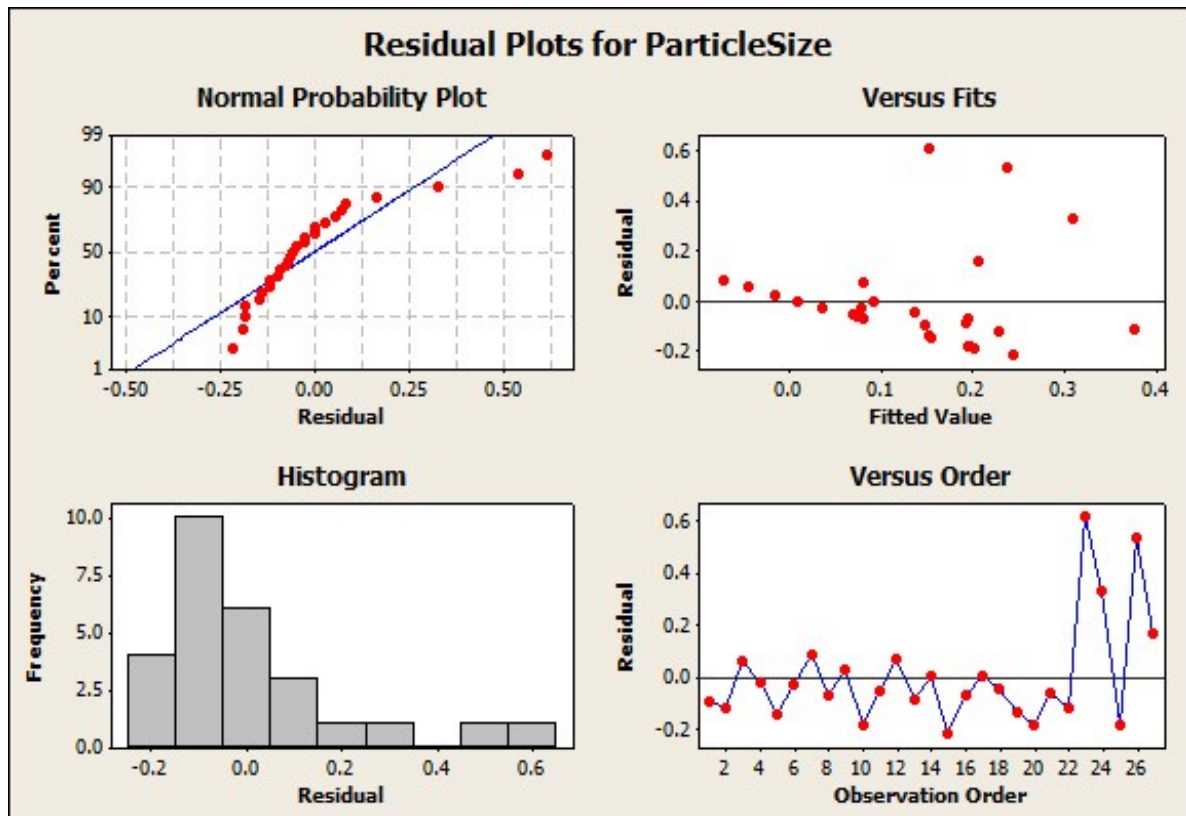 Residual Plots for ParticleSize
Normal Probability Plot
99
90
50
10
1
Percent
-0.50 -0.25 0.00 0.25 0.50
Residual
Versus Fits
0.6
0.4
0.2
0.0
-0.2
Residual
0.0 0.1 0.2 0.3 0.4
Fitted Value
Histogram
10.0
7.5
5.0
2.5
0.0
Frequency
-0.2 0.0 0.2 0.4 0.6
Residual
Versus Order
0.6
0.4
0.2
0.0
-0.2
Residual
2 4 6 8 10 12 14 16 18 20 22 24 26
Observation Order